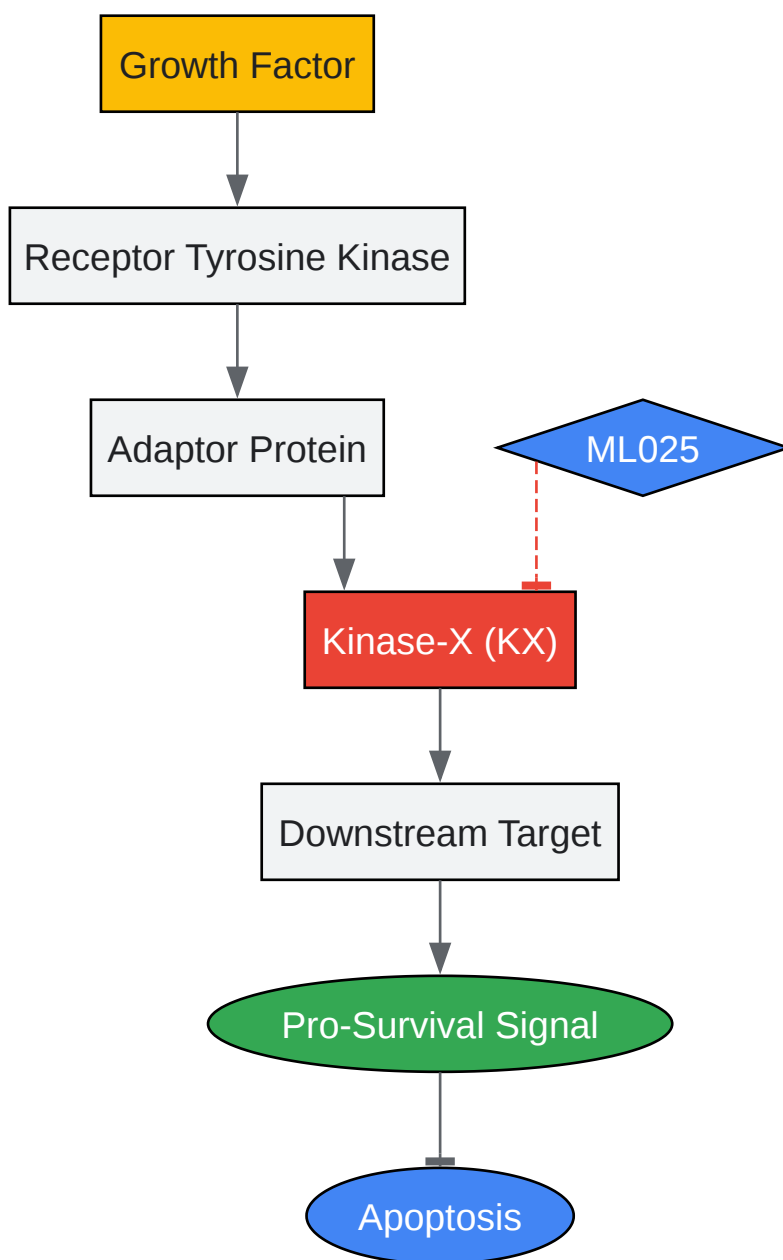 Growth Factor
Receptor Tyrosine Kinase
Adaptor Protein
ML025
Kinase-X (KX)
Downstream Target
Pro-Survival Signal
Apoptosis